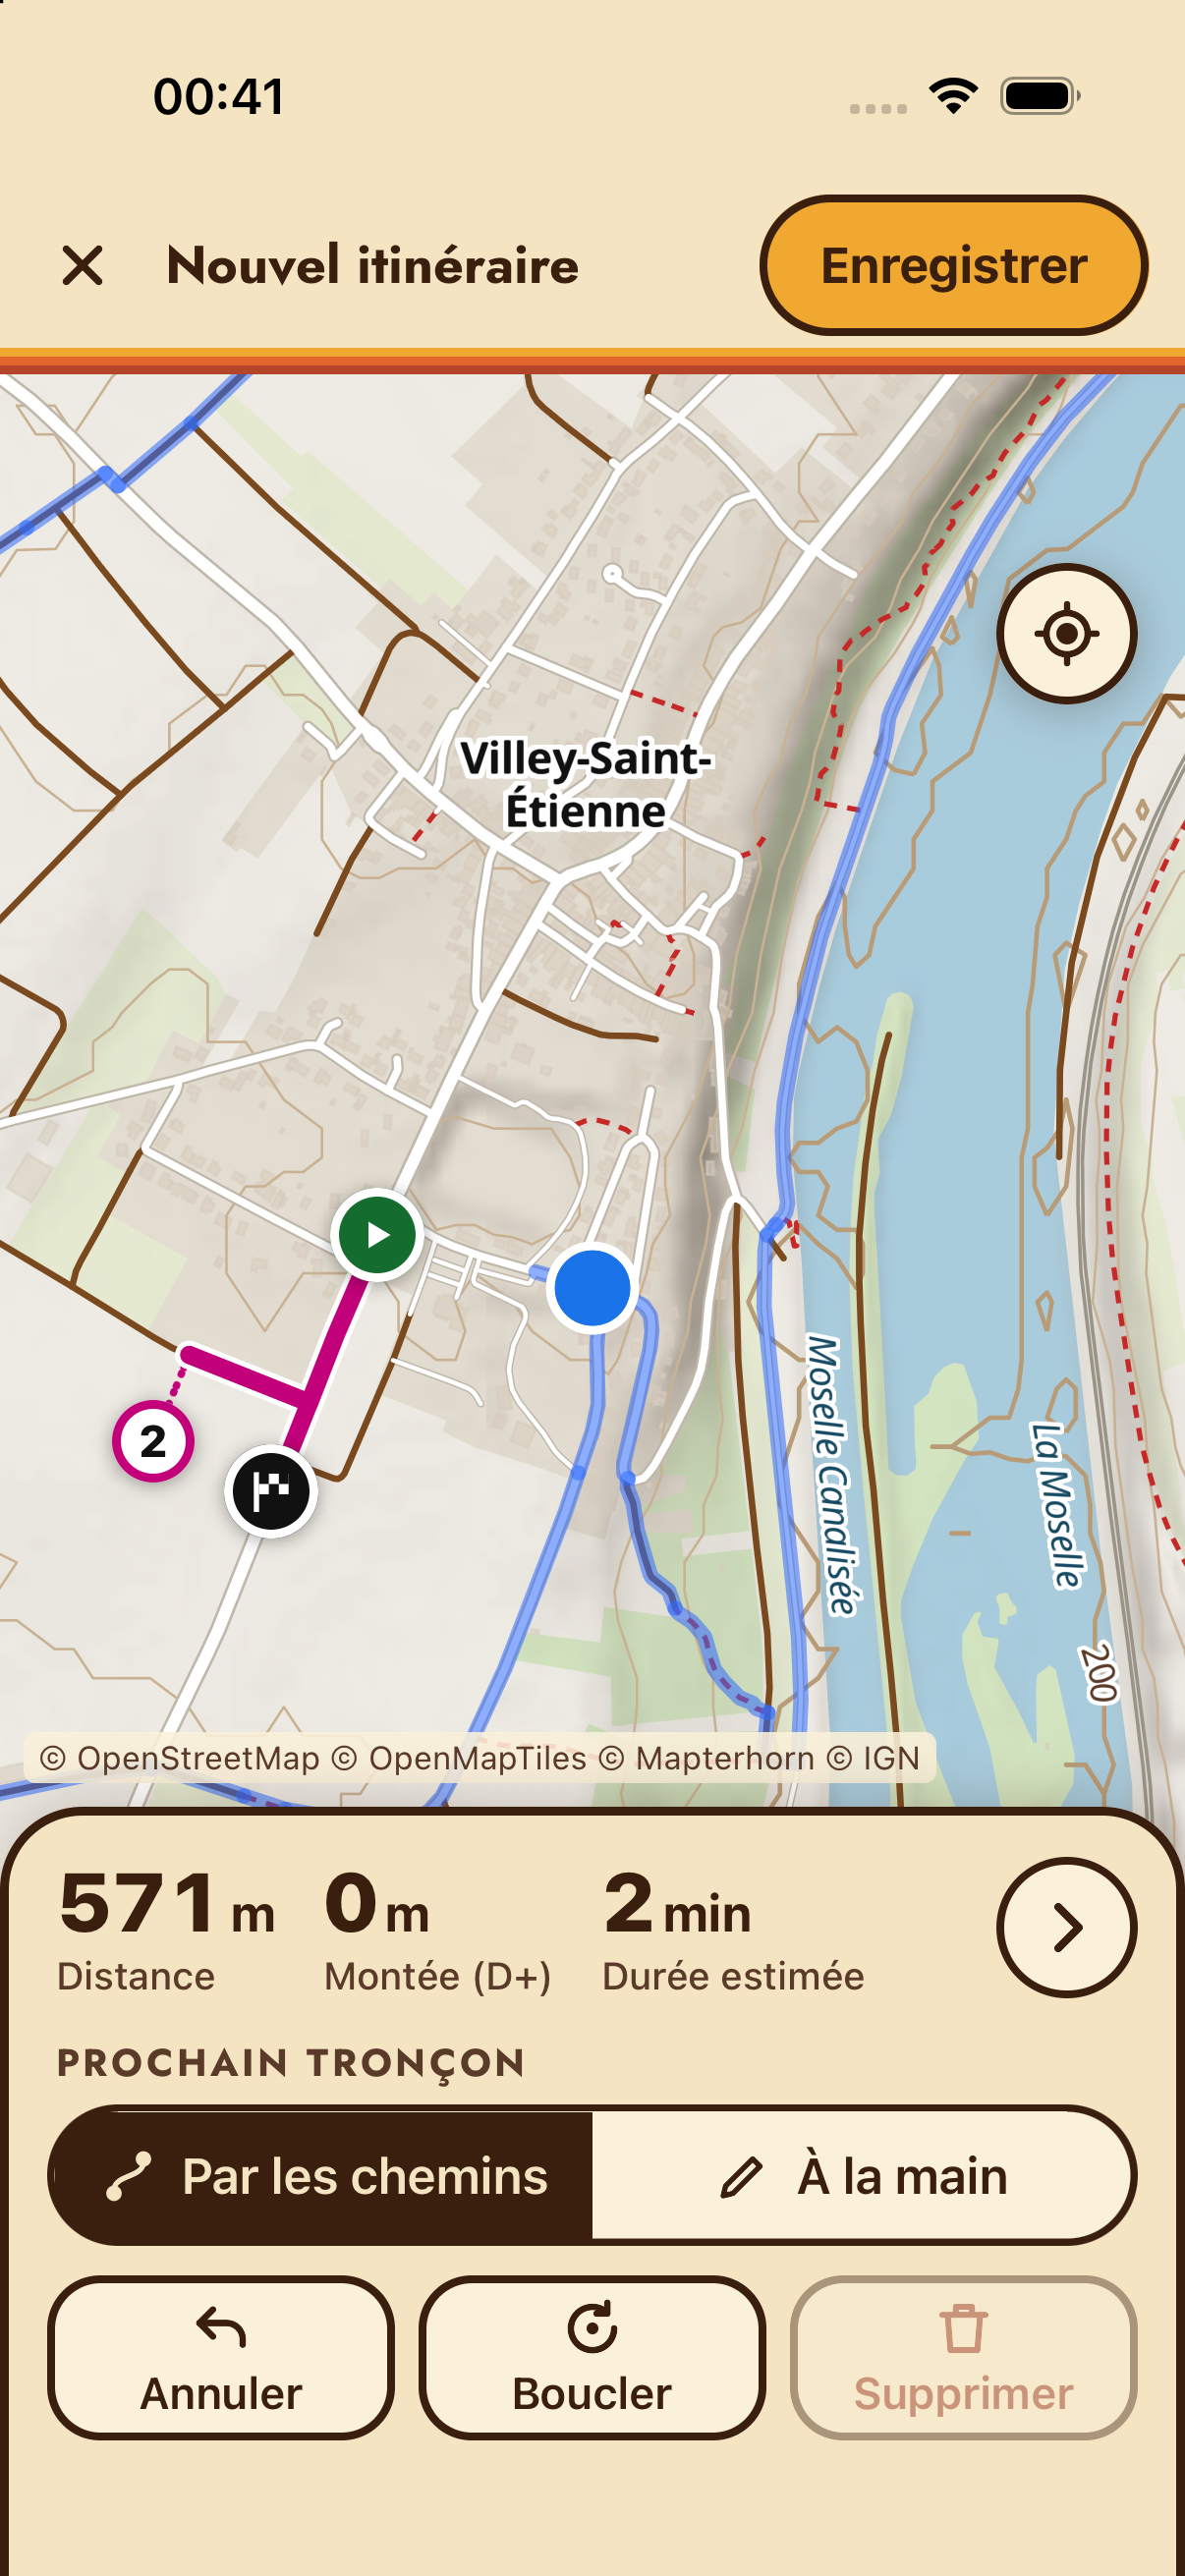 00:41
Nouvel itinéraire
Enregistrer
Villey-Saint-
Étienne
2
Moselle Canalisée
La Moselle
200
© OpenStreetMap © OpenMapTiles © Mapterhorn © IGN
571 m
0 m
2 min
Distance
Montée (D+)
Durée estimée
PROCHAIN TRONÇON
Par les chemins
À la main
Annuler
Boucler
Supprimer